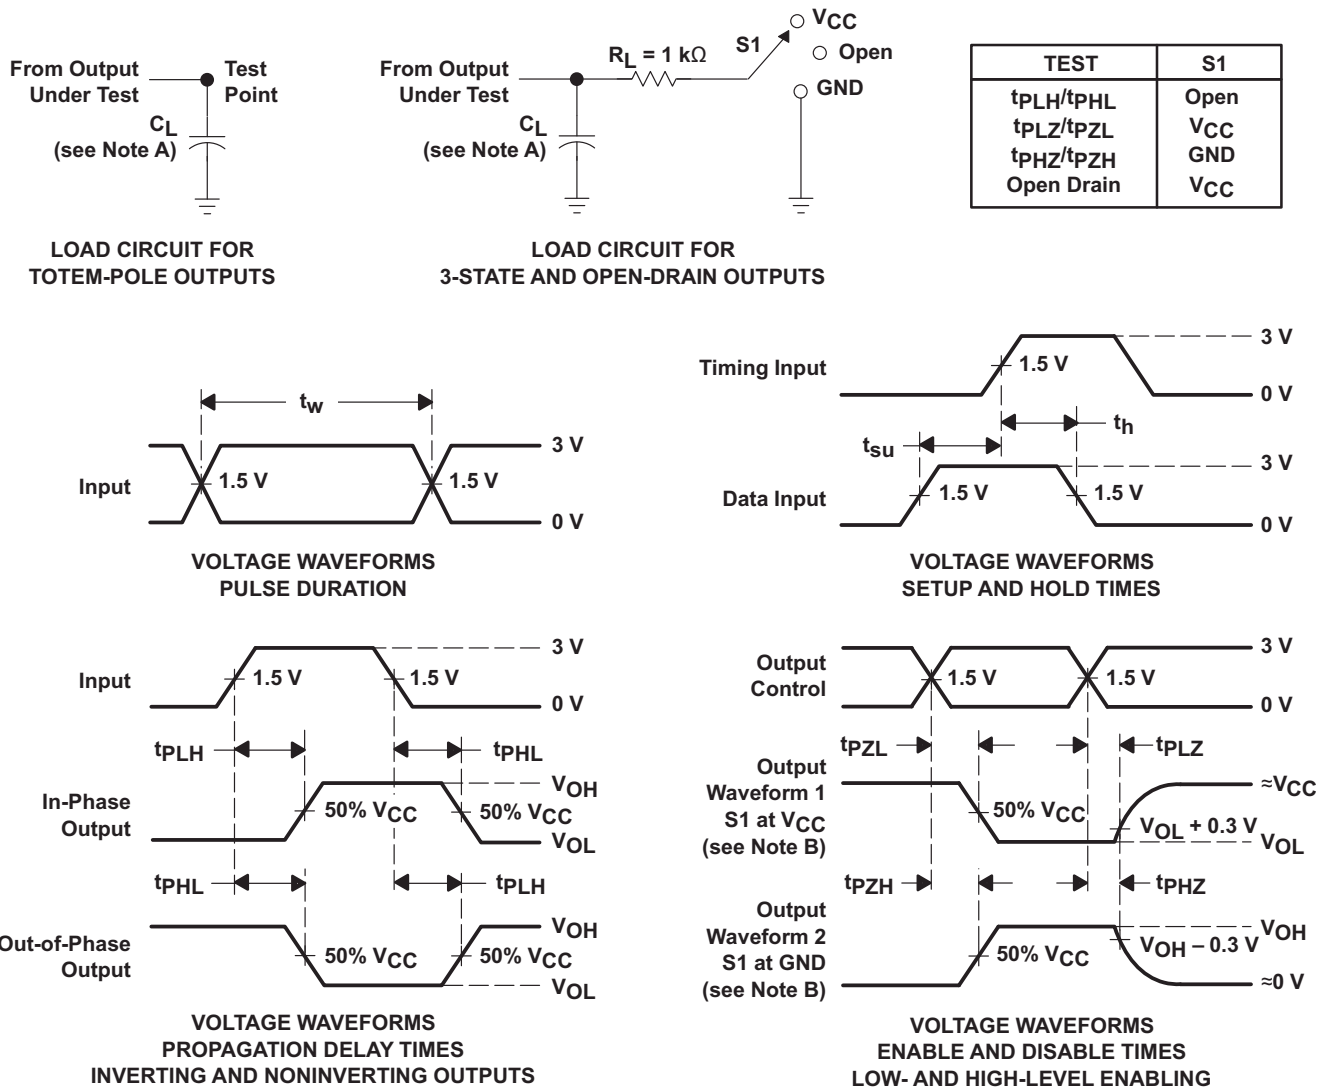 From Output
Under Test
Test
Point
CL
(see Note A)
LOAD CIRCUIT FOR
TOTEM-POLE OUTPUTS
From Output
Under Test
RL = 1 kΩ
S1
VCC
Open
GND
CL
(see Note A)
LOAD CIRCUIT FOR
3-STATE AND OPEN-DRAIN OUTPUTS
TEST S1
tPLH/tPHL Open
tPLZ/tPZL VCC
tPHZ/tPZH GND
Open Drain VCC
tw
Input
1.5 V
1.5 V
3 V
0 V
VOLTAGE WAVEFORMS
PULSE DURATION
Timing Input
1.5 V
3 V
0 V
tsu
th
Data Input
1.5 V
1.5 V
3 V
0 V
VOLTAGE WAVEFORMS
SETUP AND HOLD TIMES
Input
1.5 V
1.5 V
3 V
0 V
tPLH
tPHL
In-Phase
Output
50% VCC
50% VCC
VOH
VOL
tPHL
tPLH
Out-of-Phase
Output
50% VCC
50% VCC
VOH
VOL
VOLTAGE WAVEFORMS
PROPAGATION DELAY TIMES
INVERTING AND NONINVERTING OUTPUTS
Output
Control
1.5 V
1.5 V
3 V
0 V
tPZL
tPLZ
Output
Waveform 1
S1 at VCC
(see Note B)
50% VCC
VOL + 0.3 V
≈VCC
VOL
tPZH
tPHZ
Output
Waveform 2
S1 at GND
(see Note B)
50% VCC
VOH – 0.3 V
VOH
≈0 V
VOLTAGE WAVEFORMS
ENABLE AND DISABLE TIMES
LOW- AND HIGH-LEVEL ENABLING